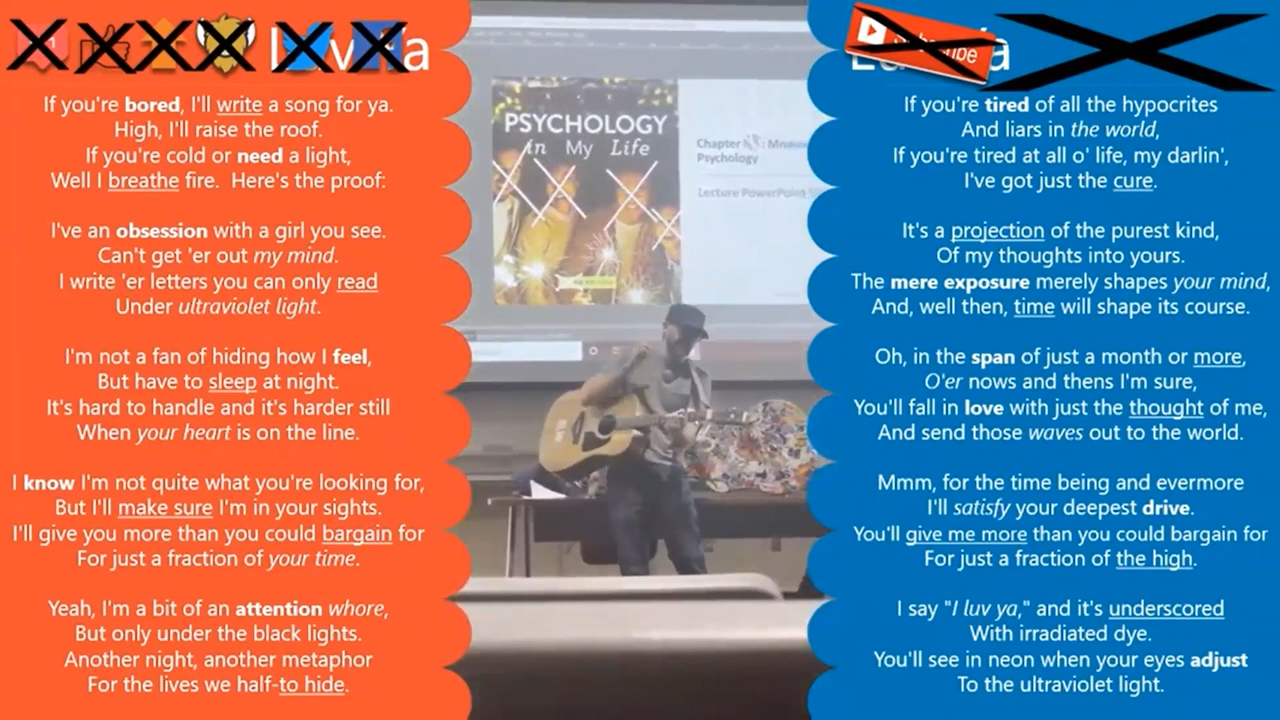 If you're bored, I'll write a song for ya.
High, I'll raise the roof.
If you're cold or need a light,
Well I breathe fire. Here's the proof:
I've an obsession with a girl you see.
Can't get 'er out my mind.
I write 'er letters you can only read
Under ultraviolet light.
I'm not a fan of hiding how I feel,
But have to sleep at night.
It's hard to handle and it's harder still
When your heart is on the line.
I know I'm not quite what you're looking for,
But I'll make sure I'm in your sights.
I'll give you more than you could bargain for
For just a fraction of your time.
Yeah, I'm a bit of an attention whore,
But only under the black lights.
Another night, another metaphor
For the lives we half-to hide.
PSYCHOLOGY
in My Life
Chapter
Psychology
Lecture PowerPoint
If you're tired of all the hypocrites
And liars in the world,
If you're tired at all o' life, my darlin',
I've got just the cure.
It's a projection of the purest kind,
Of my thoughts into yours.
The mere exposure merely shapes your mind,
And, well then, time will shape its course.
Oh, in the span of just a month or more,
O'er nows and thens I'm sure,
You'll fall in love with just the thought of me,
And send those waves out to the world.
Mmm, for the time being and evermore
I'll satisfy your deepest drive.
You'll give me more than you could bargain for
For just a fraction of the high.
I say "I luv ya," and it's underscored
With irradiated dye.
You'll see in neon when your eyes adjust
To the ultraviolet light.